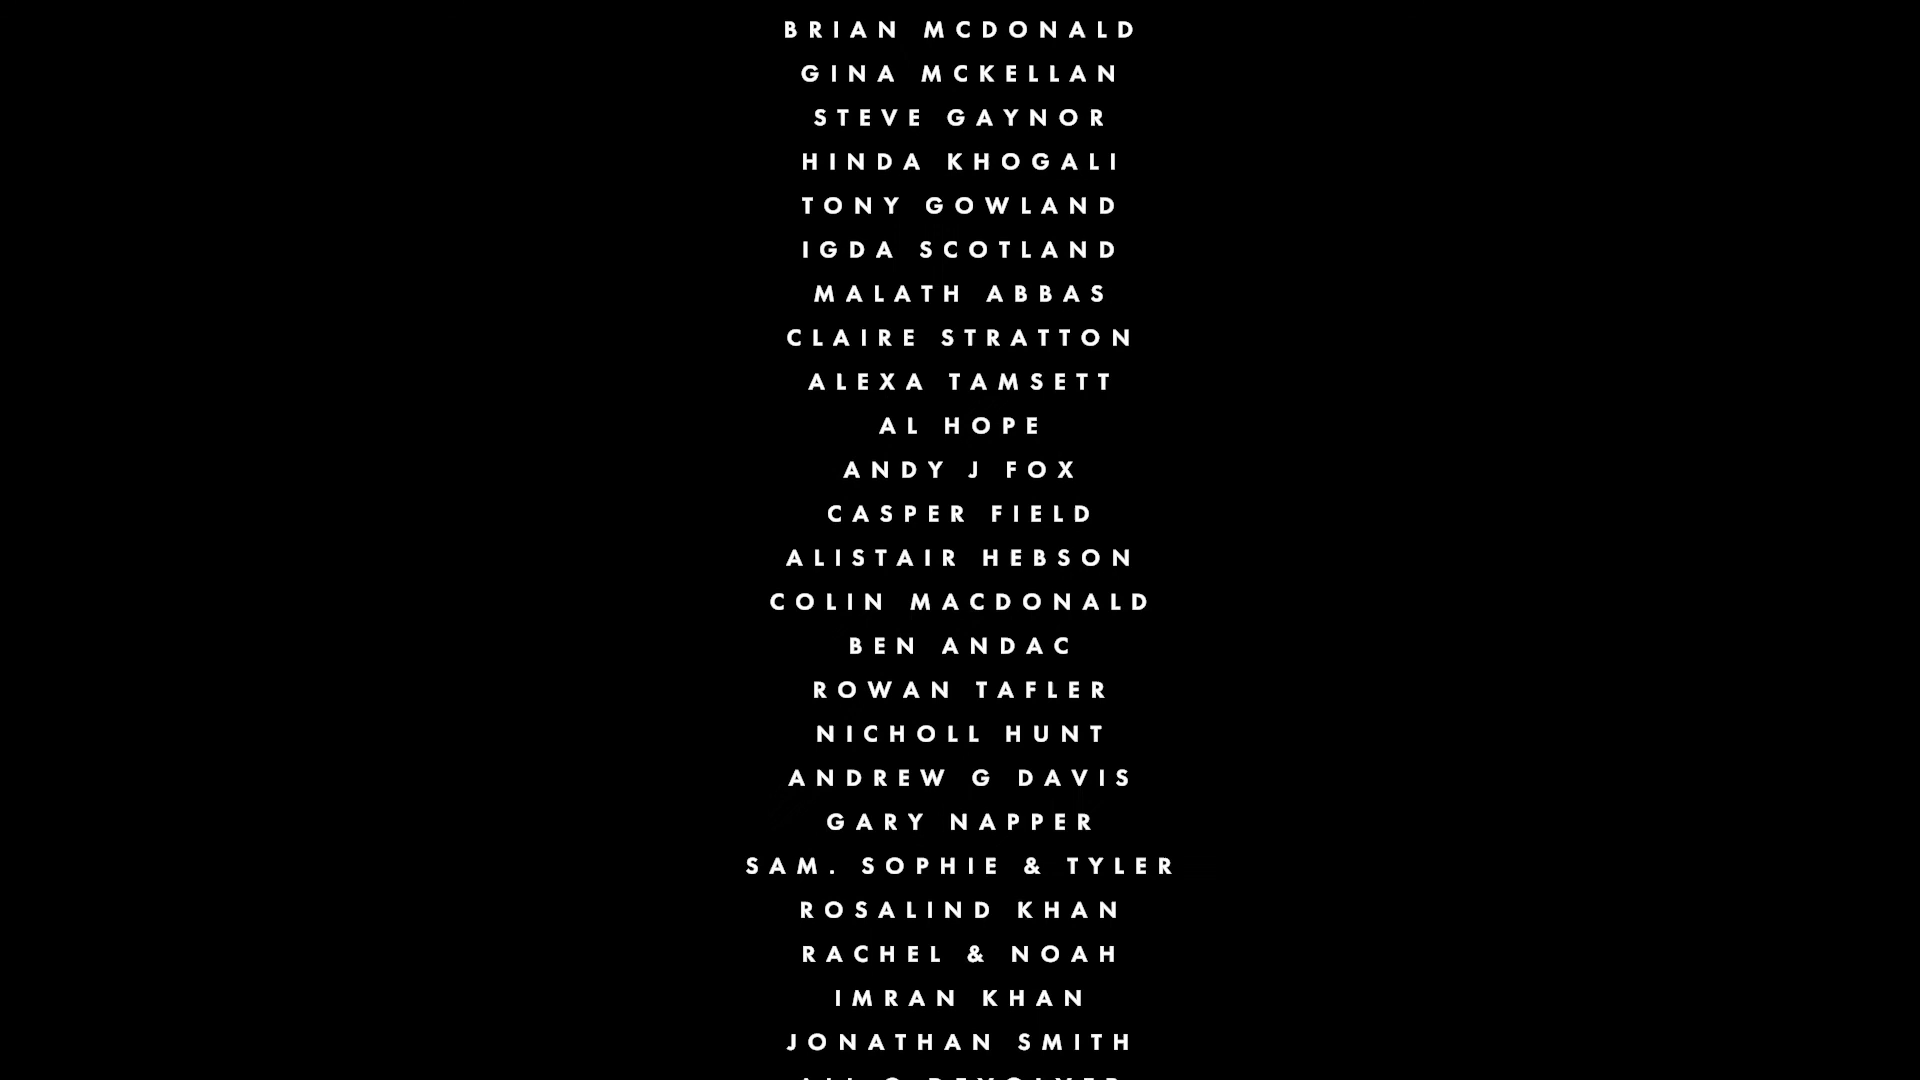 BRIAN MCDONALD
GINA MCKELLAN
STEVE GAYNOR
HINDA KHOGALI
TONY GOWLAND
IGDA SCOTLAND
MALATH ABBAS
CLAIRE STRATTON
ALEXA TAMSETT
AL HOPE
ANDY J FOX
CASPER FIELD
ALISTAIR HEBSON
COLIN MACDONALD
BEN ANDAC
ROWAN TAFLER
NICHOLL HUNT
ANDREW G DAVIS
GARY NAPPER
SAM. SOPHIE & TYLER
ROSALIND KHAN
RACHEL & NOAH
IMRAN KHAN
JONATHAN SMITH